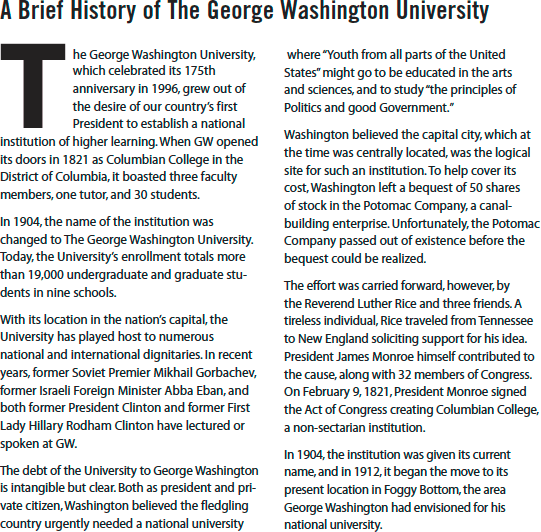 A Brief History of The George Washington University
The George Washington University,
which celebrated its 175th
anniversary in 1996, grew out of
the desire of our country's first
President to establish a national
institution of higher learning. When GW opened
its doors in 1821 as Columbian College in the
District of Columbia, it boasted three faculty
members, one tutor, and 30 students.
In 1904, the name of the institution was
changed to The George Washington University.
Today, the University's enrollment totals more
than 19,000 undergraduate and graduate stu-
dents in nine schools.
With its location in the nation's capital, the
University has played host to numerous
national and international dignitaries. In recent
years, former Soviet Premier Mikhail Gorbachev,
former Israeli Foreign Minister Abba Eban, and
both former President Clinton and former First
Lady Hillary Rodham Clinton have lectured or
spoken at GW.
The debt of the University to George Washington
is intangible but clear. Both as president and pri-
vate citizen, Washington believed the fledgling
country urgently needed a national university
where "Youth from all parts of the United
States" might go to be educated in the arts
and sciences, and to study "the principles of
Politics and good Government."
Washington believed the capital city, which at
the time was centrally located, was the logical
site for such an institution. To help cover its
cost, Washington left a bequest of 50 shares
of stock in the Potomac Company, a canal-
building enterprise. Unfortunately, the Potomac
Company passed out of existence before the
bequest could be realized.
The effort was carried forward, however, by
the Reverend Luther Rice and three friends. A
tireless individual, Rice traveled from Tennessee
to New England soliciting support for his idea.
President James Monroe himself contributed to
the cause, along with 32 members of Congress.
On February 9, 1821, President Monroe signed
the Act of Congress creating Columbian College,
a non-sectarian institution.
In 1904, the institution was given its current
name, and in 1912, it began the move to its
present location in Foggy Bottom, the area
George Washington had envisioned for his
national university.